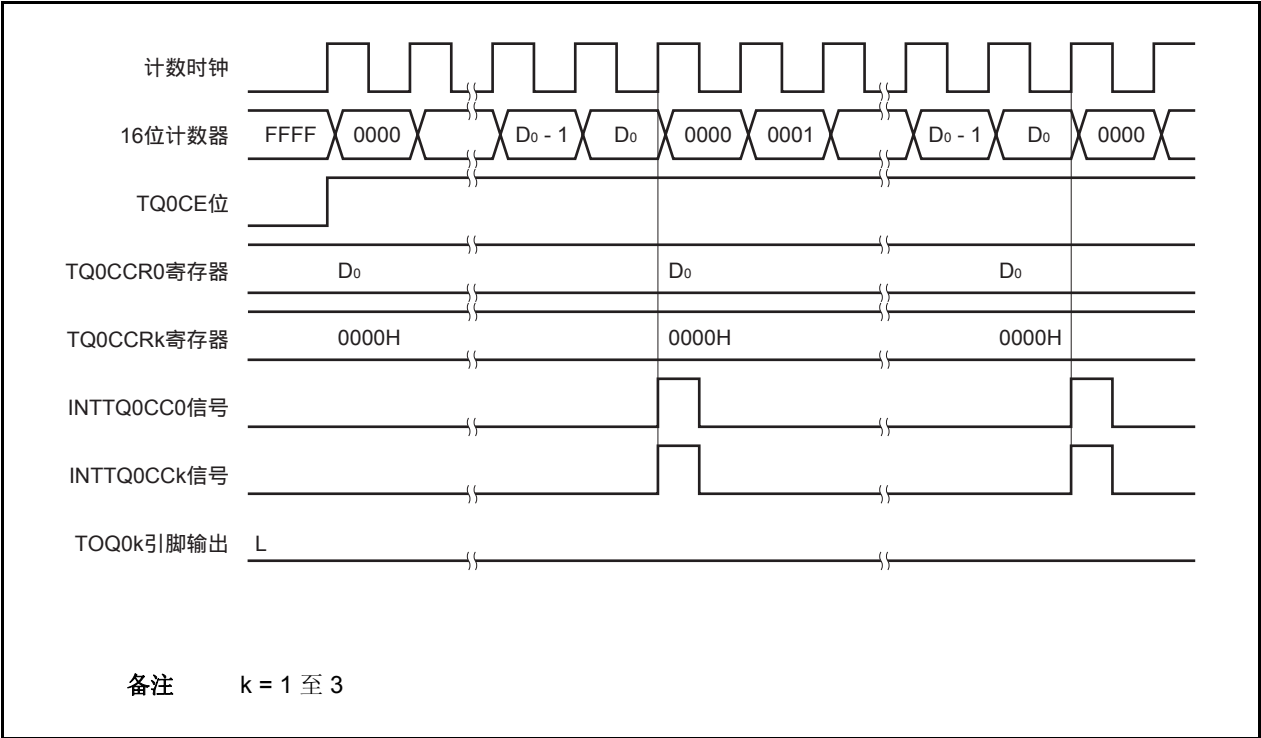 计数时钟
16位计数器 FFFF 0000 D0 - 1 D0 0000 0001 D0 - 1 D0 0000
TQ0CE位
TQ0CCR0寄存器 D0 D0 D0
TQ0CCRk寄存器 0000H 0000H 0000H
INTTQ0CC0信号
INTTQ0CCk信号
TOQ0k引脚输出 L
备注 k = 1 至 3